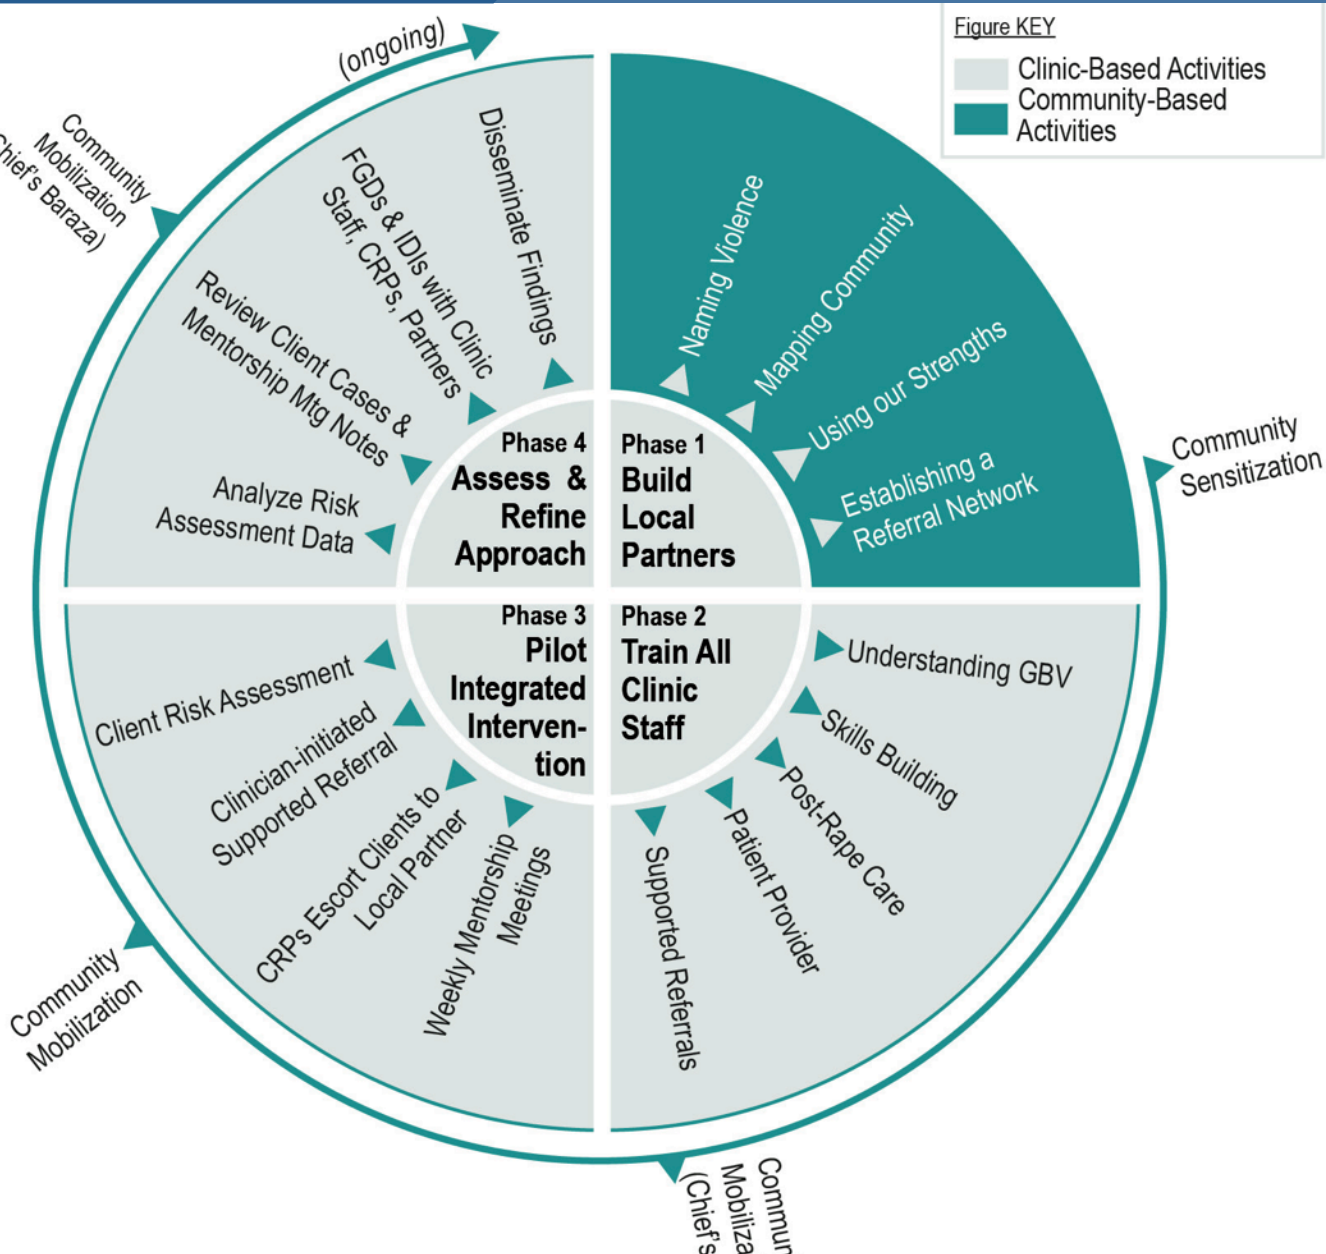 Figure KEY
Clinic-Based Activities
Community-Based
Activities
(ongoing)
Community
Mobilization
Baraza)
Disseminate Findings
FGDs & IDIs with Clinic
Staff, CRPs, Partners
Review Client Cases &
Mentorship Mtg Notes
Analyze Risk
Assessment Data
Naming Violence
Mapping Community
Using our Strengths
Establishing a
Referral Network
Community
Sensitization
Phase 4
Assess & 
Refine
Approach
Phase 1
Build
Local
Partners
Phase 3
Pilot
Integrated
Interven-
tion
Phase 2
Train All
Clinic
Staff
Understanding GBV
Skills Building
Post-Rape Care
Patient Provider
Supported Referrals
Client Risk Assessment
Clinician-initiated
Supported Referral
CRPs Escort Clients to
Local Partner
Weekly Mentorship
Meetings
Community
Mobilization
(Chief's